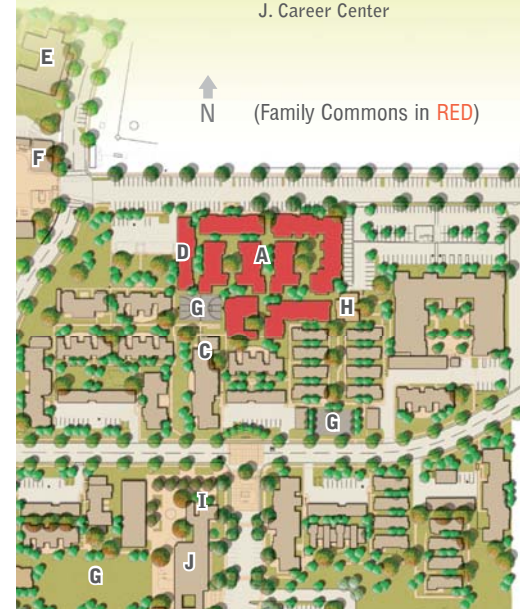 J. Career Center
E
N (Family Commons in RED)
F
D
A
G
H
C
G
I
J
G